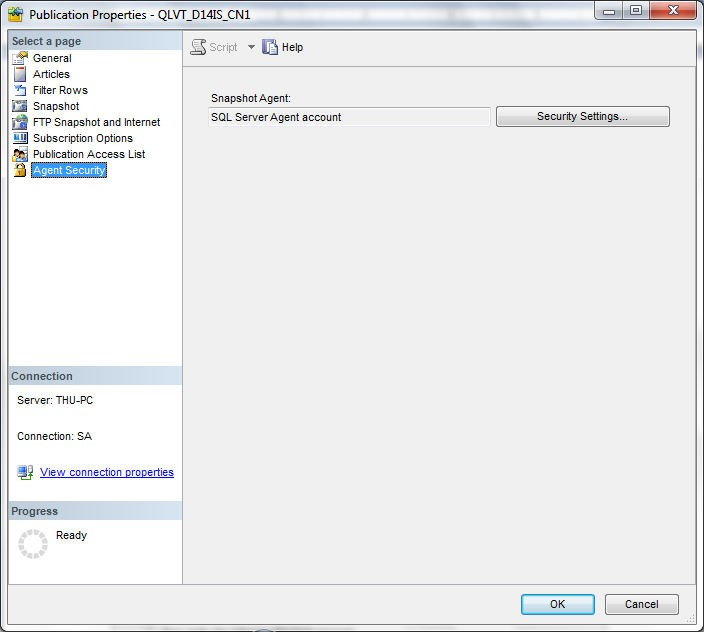 Publication Properties - QLVT_D14IS_CN1
Select a page
General
Articles
Filter Rows
Snapshot
FTP Snapshot and Internet
Subscription Options
Publication Access List
Agent Security
Script
Help
Snapshot Agent:
SQL Server Agent account
Security Settings...
Connection
Server: THU-PC
Connection: SA
View connection properties
Progress
Ready
OK
Cancel